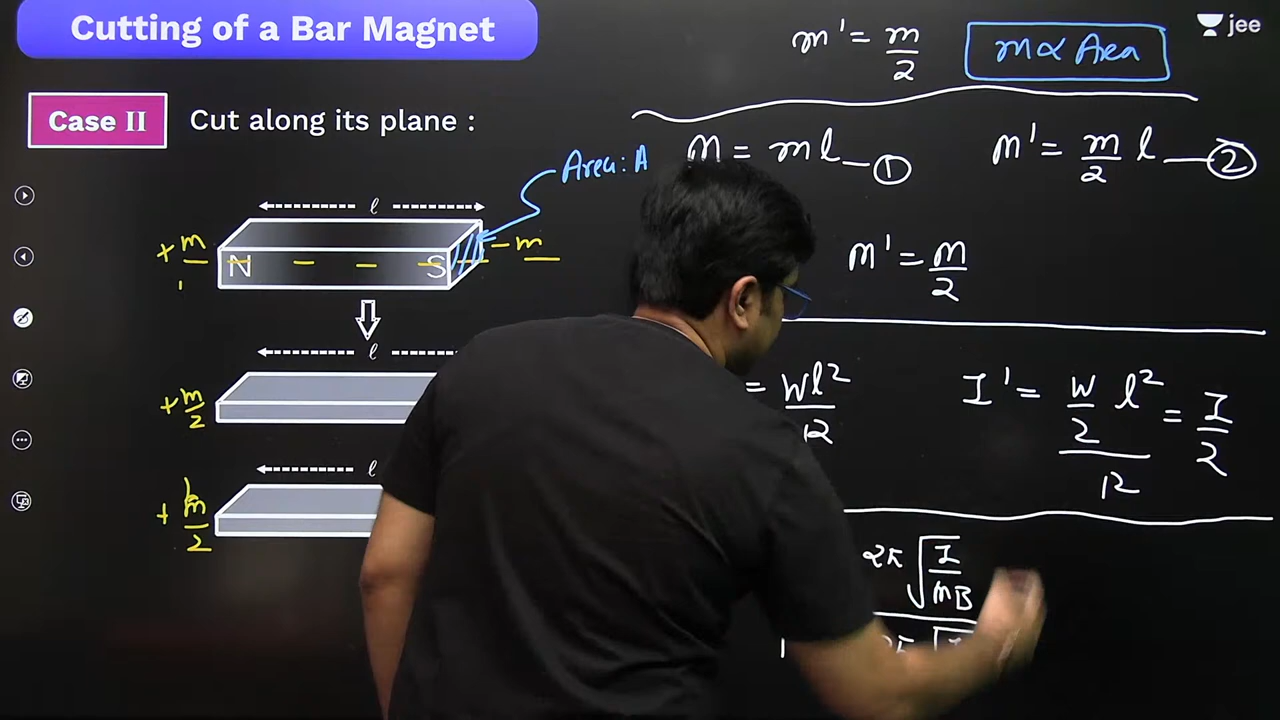 Cutting of a Bar Magnet
m' = m/2
m ∝ Area
jee
Case II
Cut along its plane :
Area: A
M = ml — ①
M' = m/2 l — ②
ℓ
+m
N
S
-m
M' = M/2
ℓ
+m/2
= Wl²/12
I' = (W/2 l²)/12 = I/2
ℓ
+m/2
2π √(I/MB)
2π